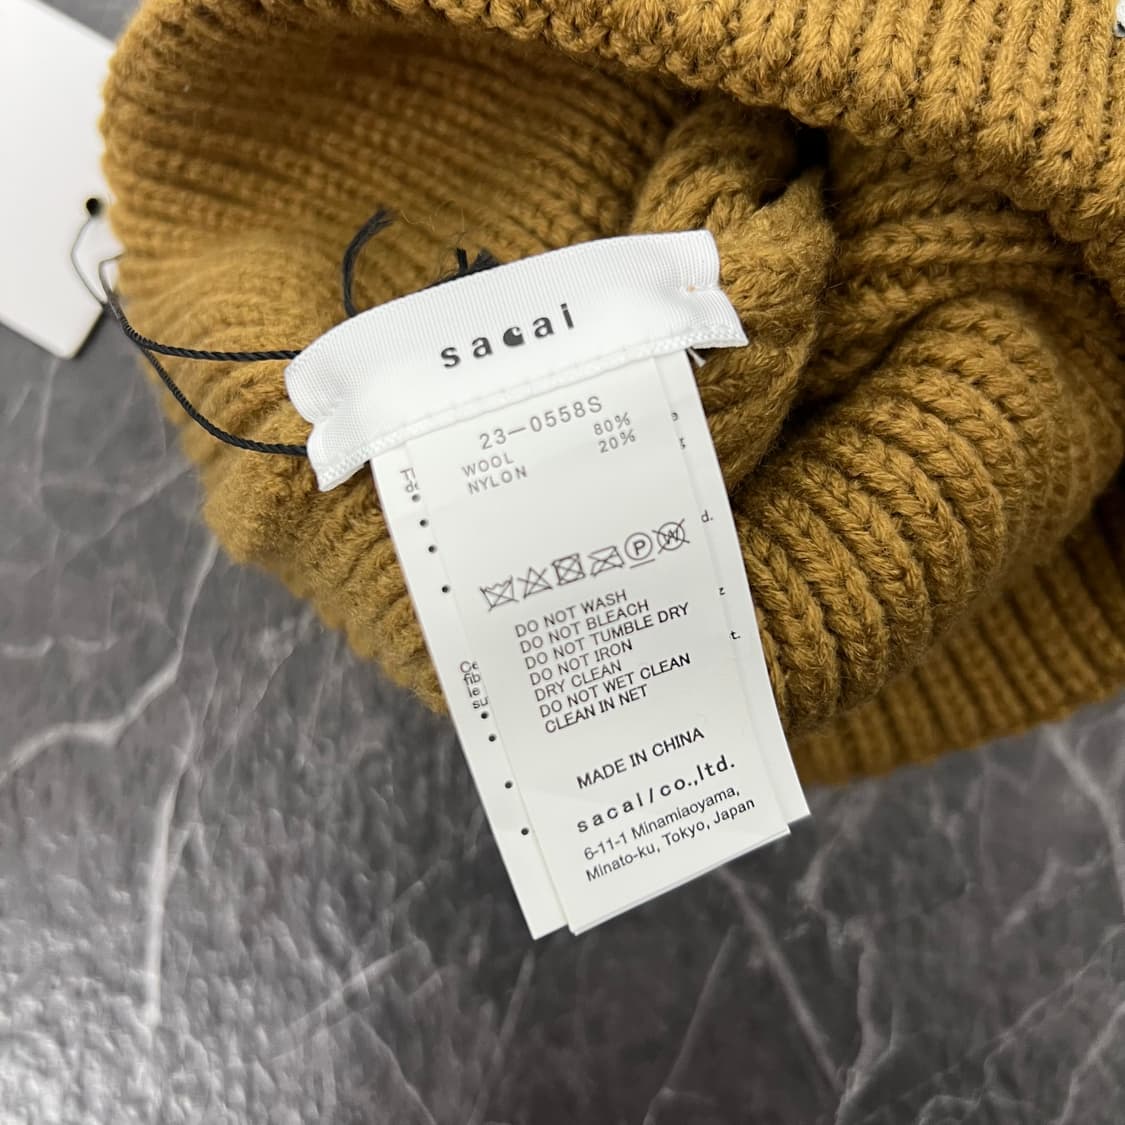 sacai
23-0558S
WOOL 80%
NYLON 20%
DO NOT WASH
DO NOT BLEACH
DO NOT TUMBLE DRY
DO NOT IRON
DRY CLEAN
DO NOT WET CLEAN
CLEAN IN NET
MADE IN CHINA
sacai/co.,ltd.
6-11-1 Minamiaoyama,
Minato-ku, Tokyo, Japan